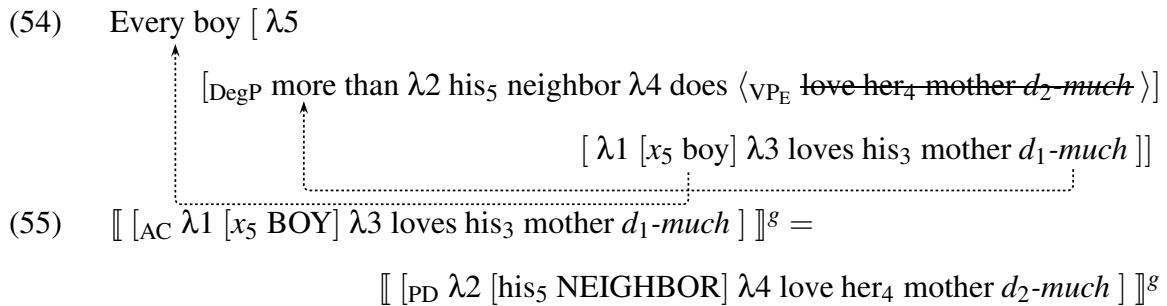 (54) Every boy [ λ5
[DegP more than λ2 his5 neighbor λ4 does ⟨VPE love her4 mother d2-much ⟩]
[ λ1 [x5 boy] λ3 loves his3 mother d1-much ]]
(55) ⟦ [AC λ1 [x5 BOY] λ3 loves his3 mother d1-much ] ⟧g =
⟦ [PD λ2 [his5 NEIGHBOR] λ4 love her4 mother d2-much ] ⟧g